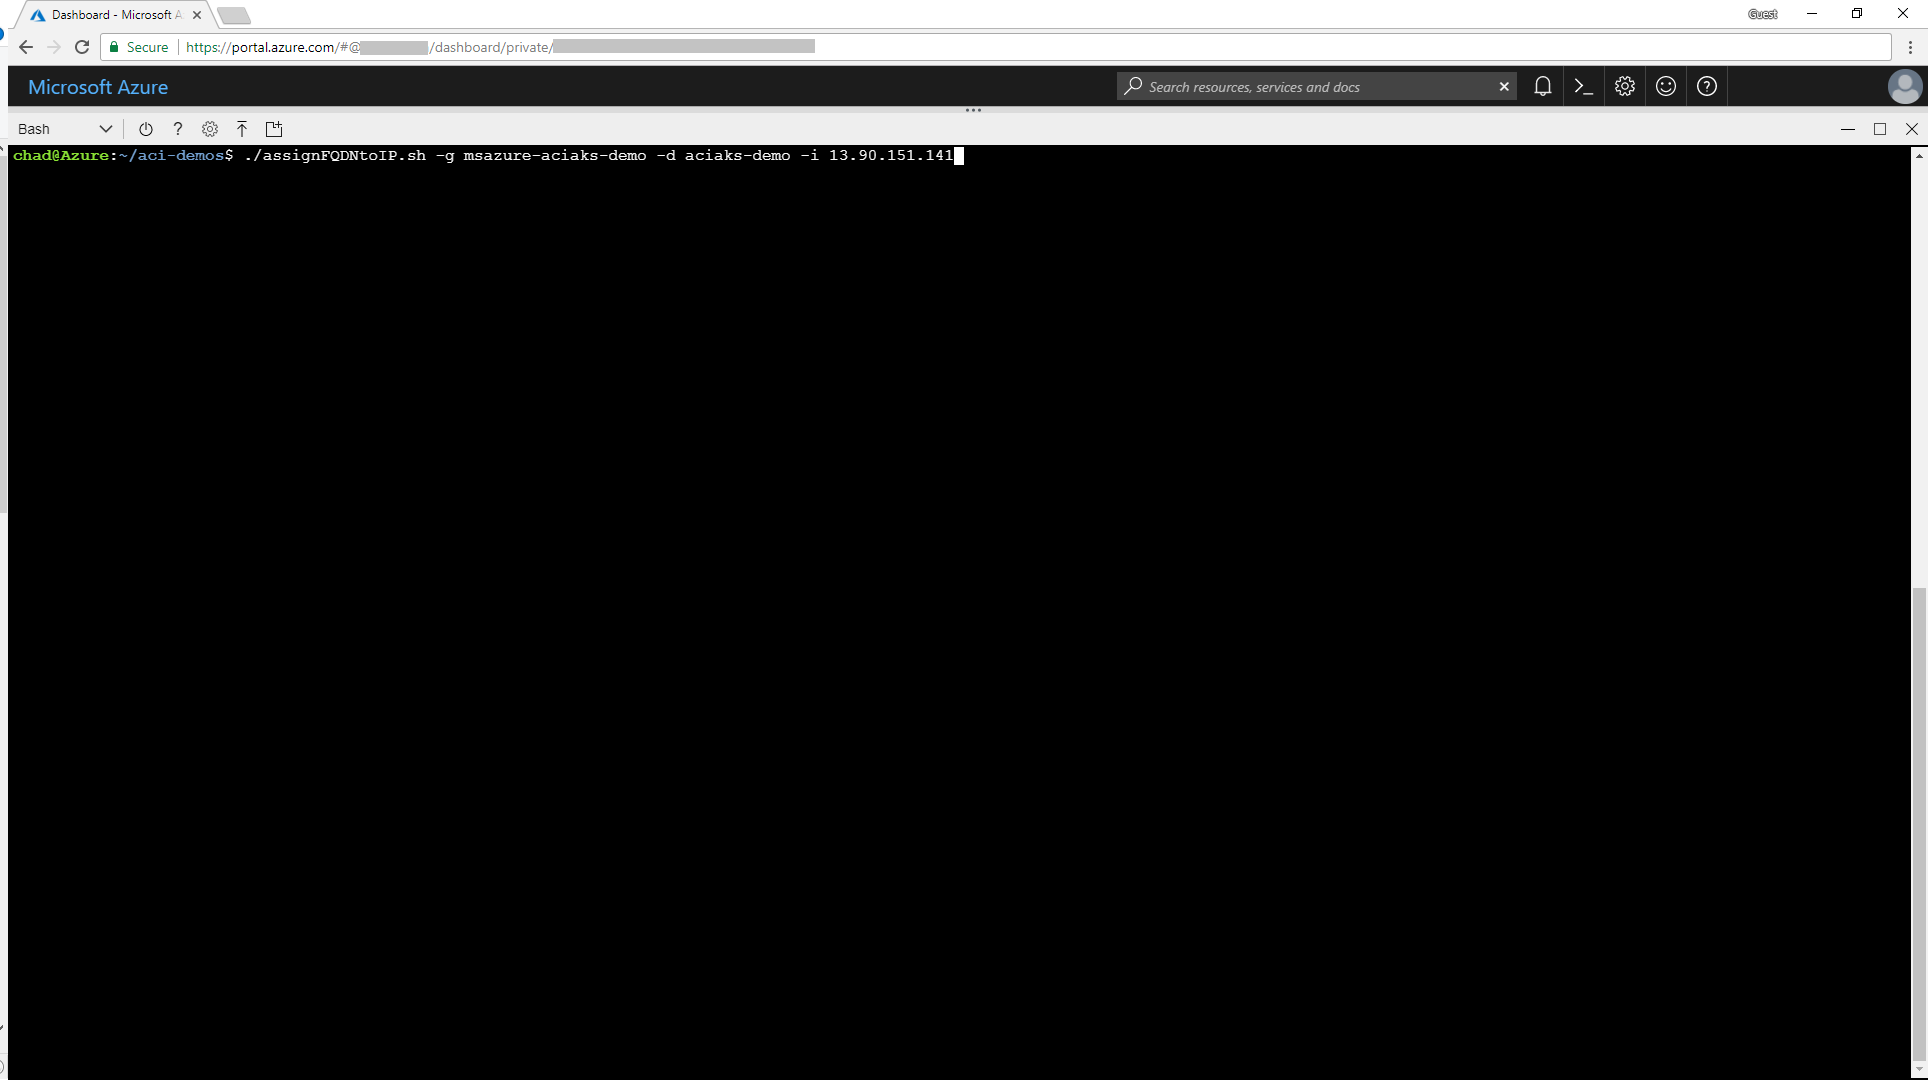 Dashboard - Microsoft A
Guest
Secure https://portal.azure.com/#@ /dashboard/private/
Microsoft Azure
Search resources, services and docs
Bash
chad@Azure:~/aci-demos$ ./assignFQDNtoIP.sh -g msazure-aciaks-demo -d aciaks-demo -i 13.90.151.141